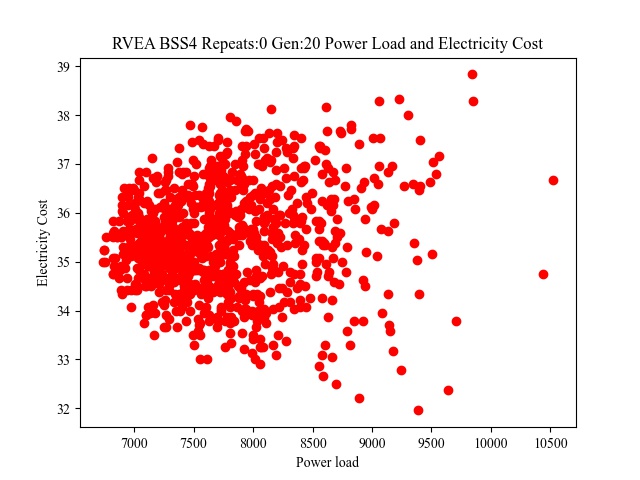 RVEA BSS4 Repeats:0 Gen:20 Power Load and Electricity Cost
39
38
37
36
35
34
33
32
Electricity Cost
7000 7500 8000 8500 9000 9500 10000 10500
Power load